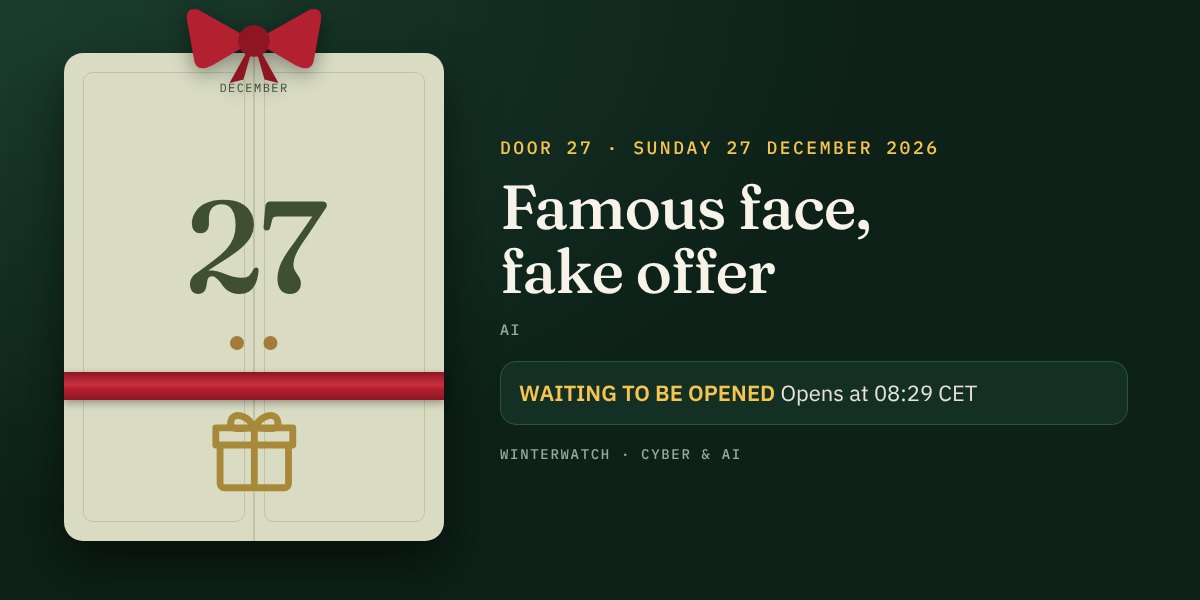 DECEMBER
27
DOOR 27 · SUNDAY 27 DECEMBER 2026
Famous face,
fake offer
AI
WAITING TO BE OPENED Opens at 08:29 CET
WINTERWATCH · CYBER & AI